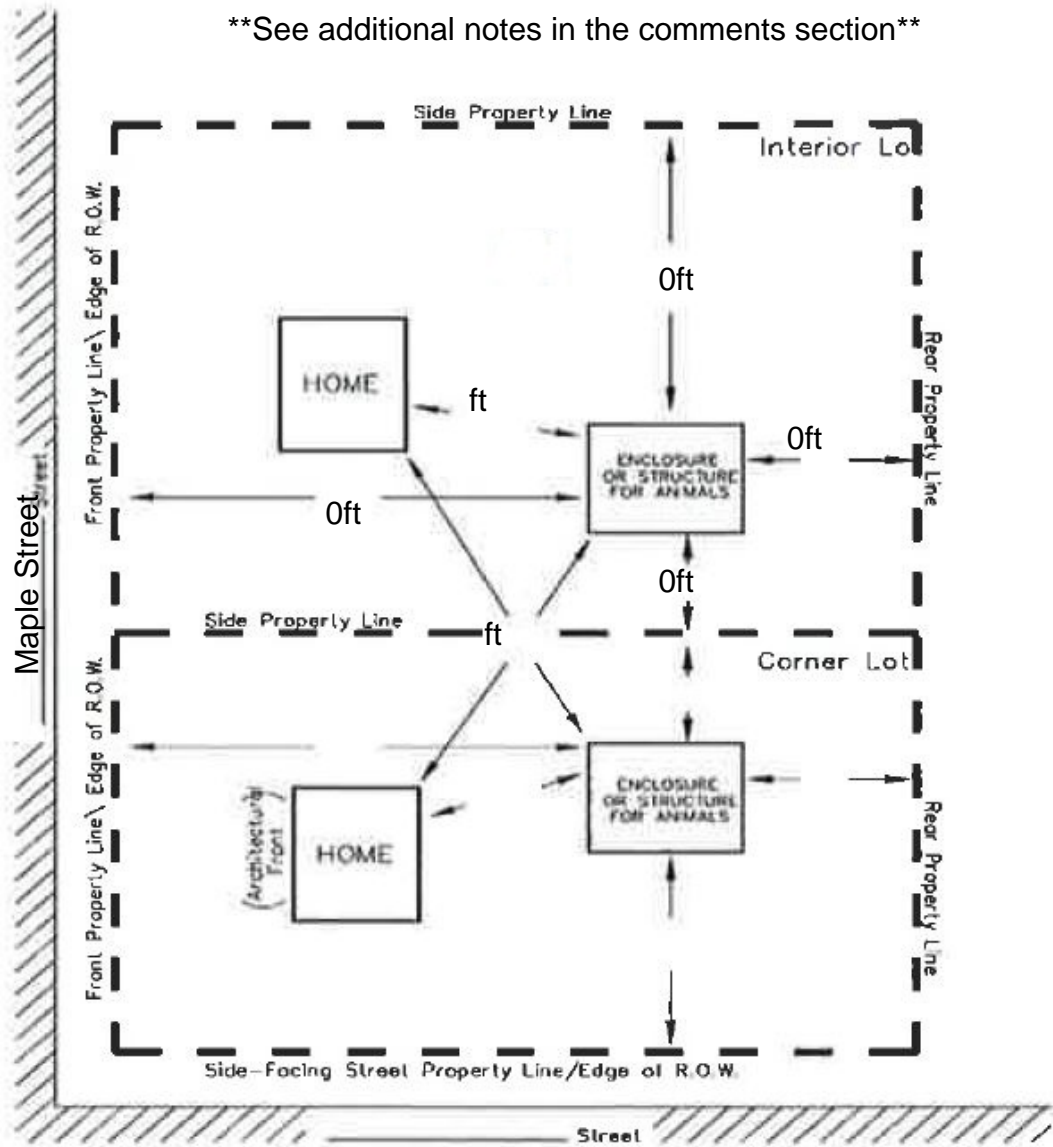 **See additional notes in the comments section**
Side Property Line
Interior Lo
Front Property Line\ Edge of R.O.W.
0ft
Rear Property Line
HOME
ft
ENCLOSURE
OR STRUCTURE
FOR ANIMALS
0ft
0ft
Maple Street
Street
0ft
Side Property Line
ft
Corner Lot
Front Property Line\ Edge of R.O.W.
(Architectural
Front)
HOME
ENCLOSURE
OR STRUCTURE
FOR ANIMALS
Rear Property Line
Side-Facing Street Property Line/Edge of R.O.W.
Street